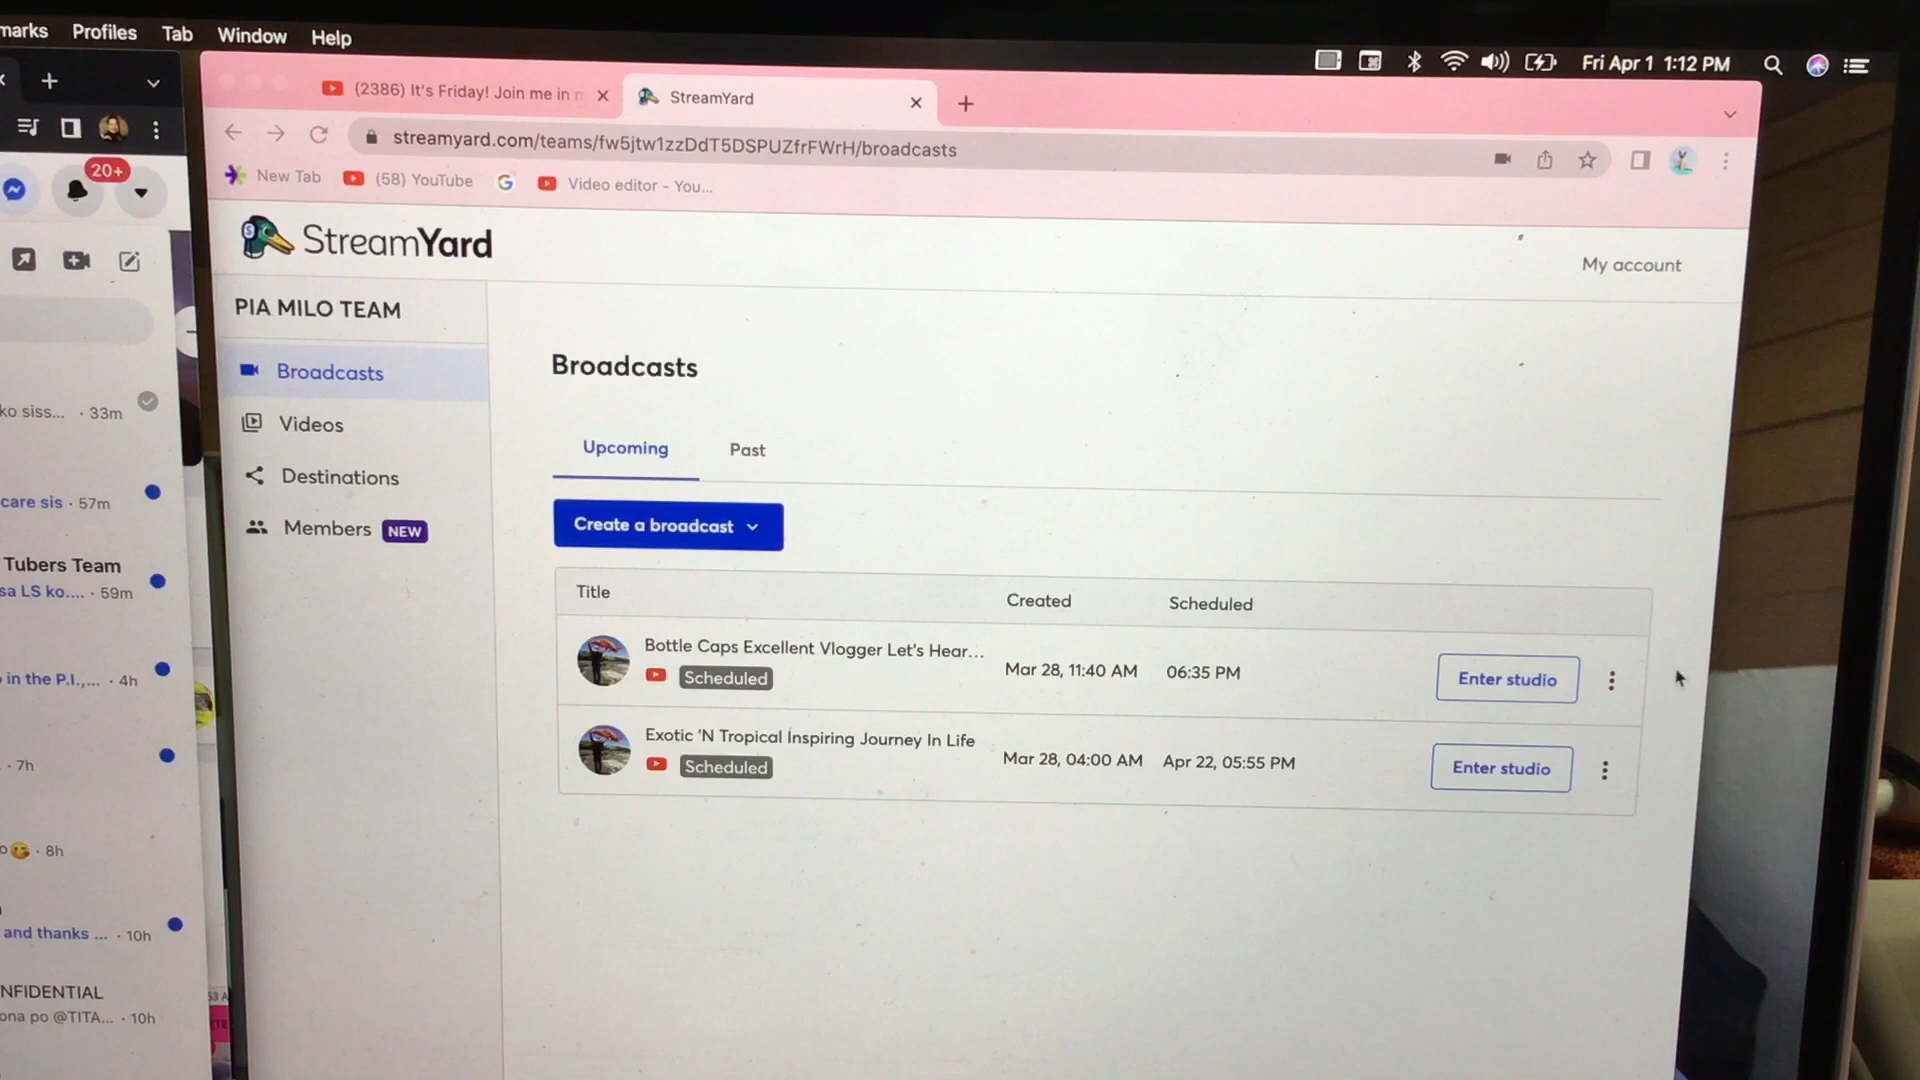 marks Profiles Tab Window Help
Fri Apr 1 1:12 PM
(2386) It's Friday! Join me in
StreamYard
streamyard.com/teams/fw5jtw1zzDdT5DSPUZfrFWrH/broadcasts
New Tab (58) YouTube Video editor - You...
20+
StreamYard
My account
PIA MILO TEAM
Broadcasts
Videos
Destinations
Members NEW
Broadcasts
Upcoming Past
Create a broadcast
Title Created Scheduled
Bottle Caps Excellent Vlogger Let's Hear...
Scheduled
Mar 28, 11:40 AM 06:35 PM
Enter studio
Exotic 'N Tropical Inspiring Journey In Life
Scheduled
Mar 28, 04:00 AM Apr 22, 05:55 PM
Enter studio
ko siss... · 33m
care sis · 57m
Tubers Team
sa LS ko.... · 59m
in the P.I.,... · 4h
· 7h
o · 8h
and thanks ... · 10h
NFIDENTIAL
ona po @TITA... · 10h